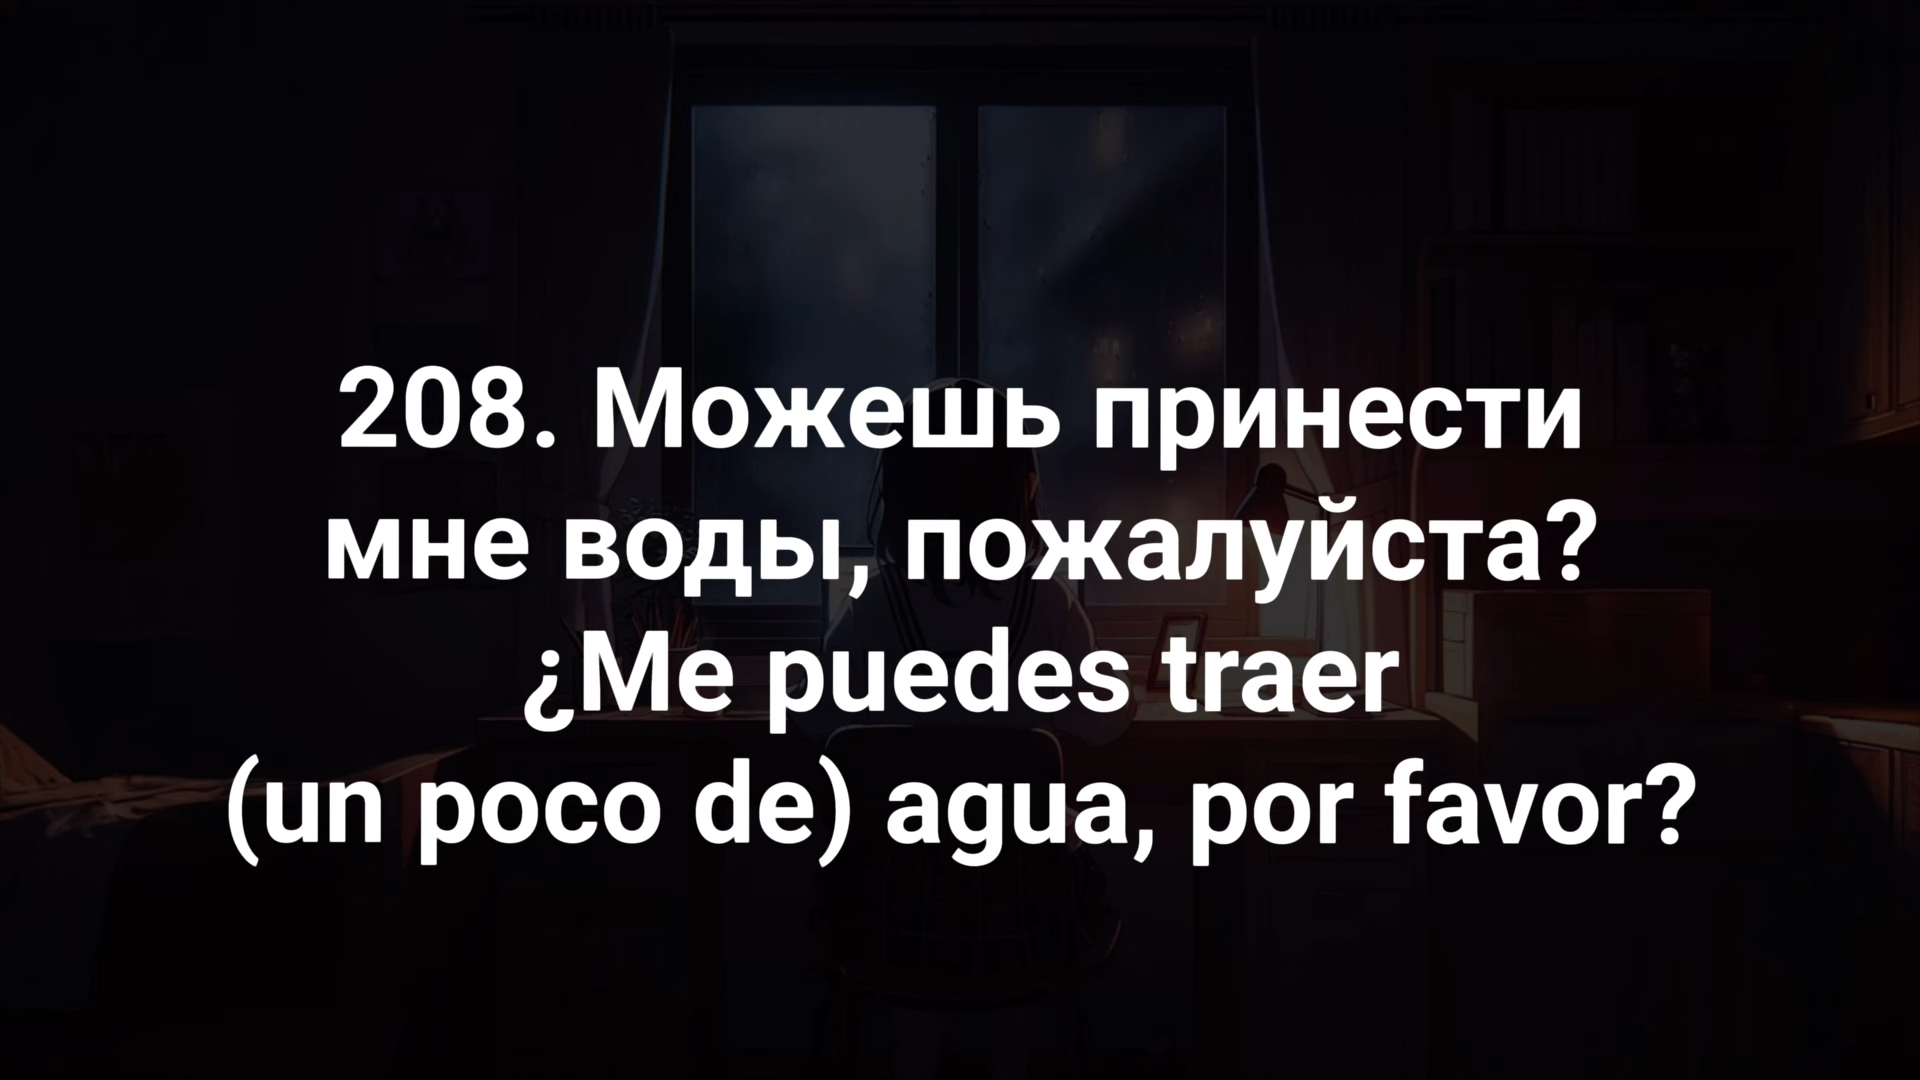 208. Можешь принести
мне воды, пожалуйста?
¿Me puedes traer
(un poco de) agua, por favor?